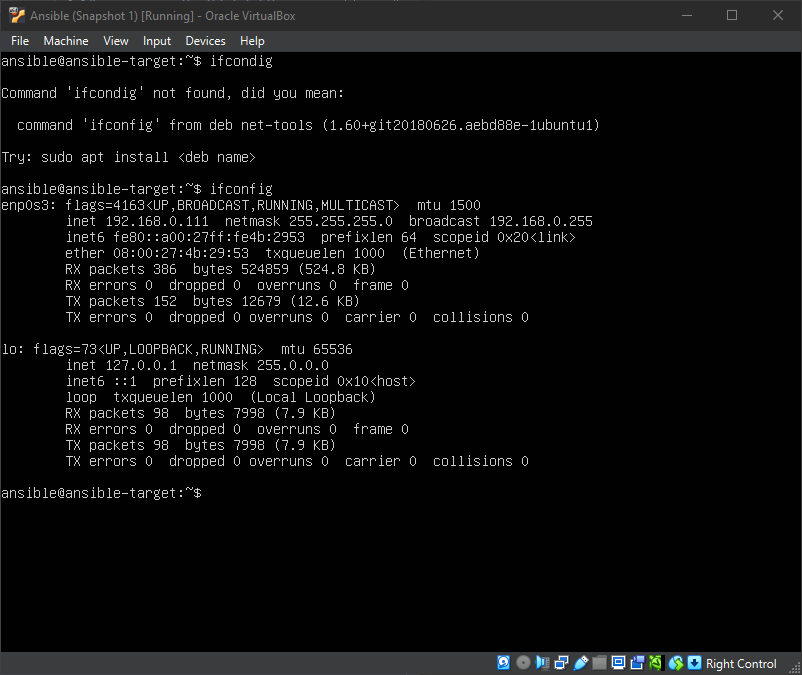 Ansible (Snapshot 1) [Running] - Oracle VirtualBox
File Machine View Input Devices Help
ansible@ansible-target:~$ ifcondig
Command 'ifcondig' not found, did you mean:
command 'ifconfig' from deb net-tools (1.60+git20180626.aebd88e-1ubuntu1)
Try: sudo apt install <deb name>
ansible@ansible-target:~$ ifconfig
enp0s3: flags=4163<UP,BROADCAST,RUNNING,MULTICAST>  mtu 1500
inet 192.168.0.111  netmask 255.255.255.0  broadcast 192.168.0.255
inet6 fe80::a00:27ff:fe4b:2953  prefixlen 64  scopeid 0x20<link>
ether 08:00:27:4b:29:53  txqueuelen 1000  (Ethernet)
RX packets 386  bytes 524859 (524.8 KB)
RX errors 0  dropped 0  overruns 0  frame 0
TX packets 152  bytes 12679 (12.6 KB)
TX errors 0  dropped 0 overruns 0  carrier 0  collisions 0
lo: flags=73<UP,LOOPBACK,RUNNING>  mtu 65536
inet 127.0.0.1  netmask 255.0.0.0
inet6 ::1  prefixlen 128  scopeid 0x10<host>
loop  txqueuelen 1000  (Local Loopback)
RX packets 98  bytes 7998 (7.9 KB)
RX errors 0  dropped 0  overruns 0  frame 0
TX packets 98  bytes 7998 (7.9 KB)
TX errors 0  dropped 0 overruns 0  carrier 0  collisions 0
ansible@ansible-target:~$
Right Control